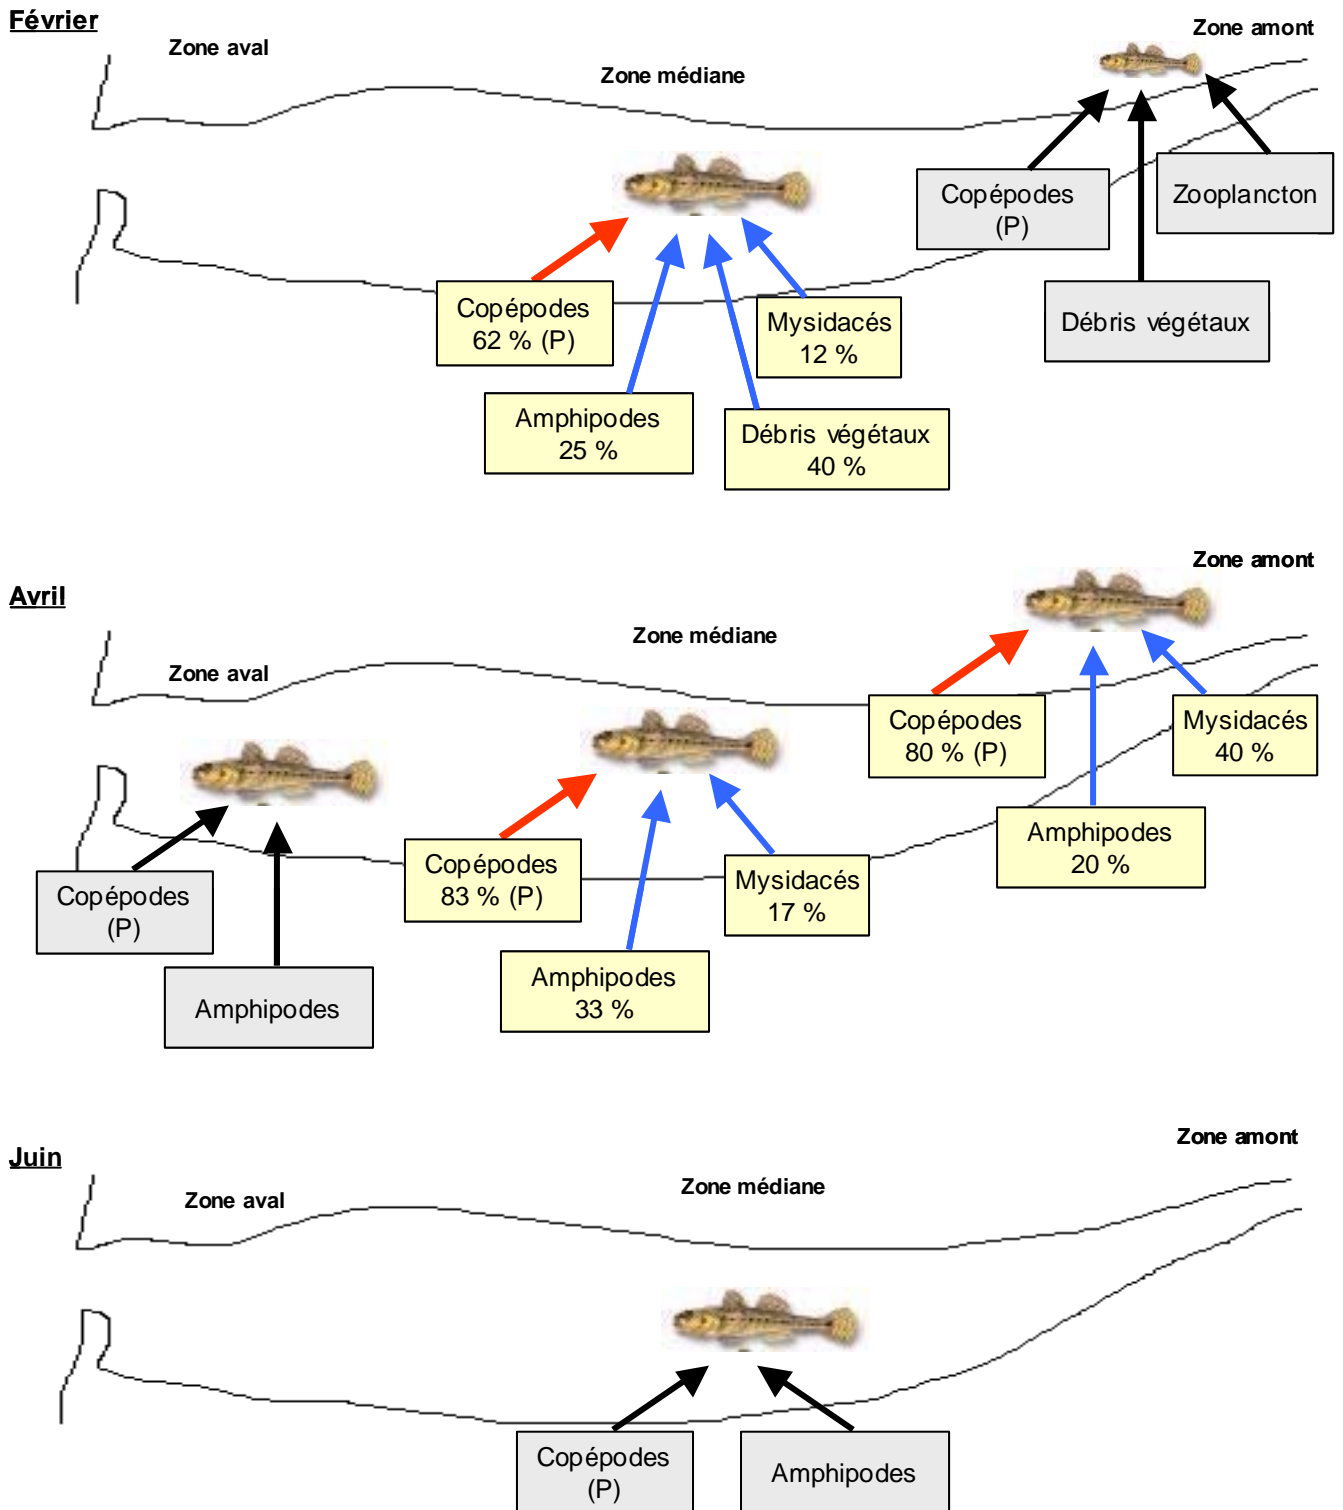 Février
Zone aval
Zone médiane
Zone amont
Copépodes
(P)
Zooplancton
Débris végétaux
Copépodes
62 % (P)
Mysidacés
12 %
Amphipodes
25 %
Débris végétaux
40 %
Avril
Zone aval
Zone médiane
Zone amont
Copépodes
80 % (P)
Mysidacés
40 %
Amphipodes
20 %
Copépodes
83 % (P)
Mysidacés
17 %
Amphipodes
33 %
Copépodes
(P)
Amphipodes
Juin
Zone aval
Zone médiane
Zone amont
Copépodes
(P)
Amphipodes